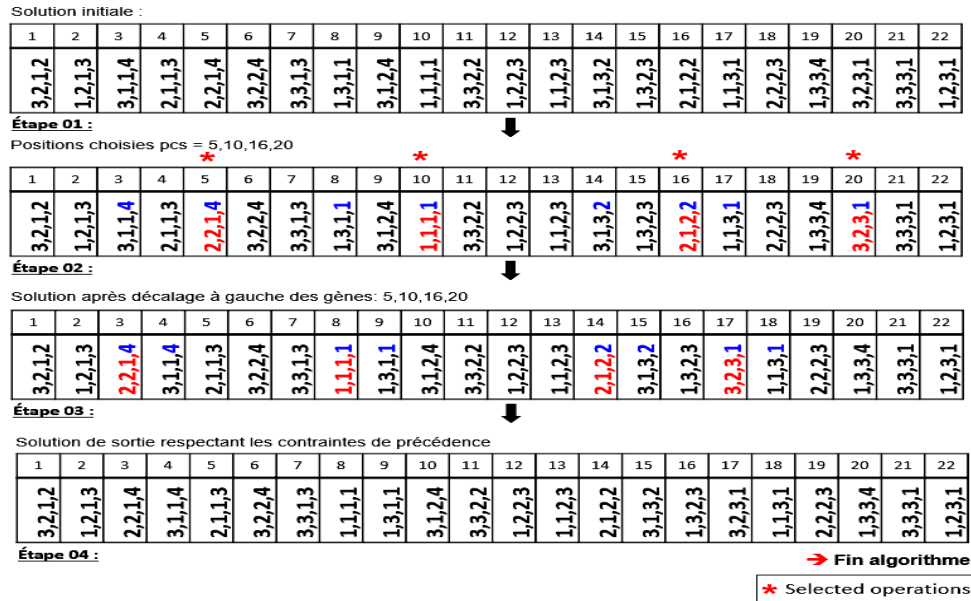 Solution initiale :
1 2 3 4 5 6 7 8 9 10 11 12 13 14 15 16 17 18 19 20 21 22
3,2,1,2 1,2,1,3 3,1,1,4 2,1,1,3 2,2,1,4 3,2,2,4 3,3,1,3 1,3,1,1 3,1,2,4 1,1,1,1 3,3,2,2 1,2,2,3 1,1,2,3 3,1,3,2 1,3,2,3 2,1,2,2 1,1,3,1 2,2,2,3 1,3,3,4 3,2,3,1 3,3,3,1 1,2,3,1
Étape 01 :
Positions choisies pcs = 5,10,16,20
* * * *
1 2 3 4 5 6 7 8 9 10 11 12 13 14 15 16 17 18 19 20 21 22
3,2,1,2 1,2,1,3 3,1,1,4 2,1,1,3 2,2,1,4 3,2,2,4 3,3,1,3 1,3,1,1 3,1,2,4 1,1,1,1 3,3,2,2 1,2,2,3 1,1,2,3 3,1,3,2 1,3,2,3 2,1,2,2 1,1,3,1 2,2,2,3 1,3,3,4 3,2,3,1 3,3,3,1 1,2,3,1
Étape 02 :
Solution après décalage à gauche des gènes: 5,10,16,20
1 2 3 4 5 6 7 8 9 10 11 12 13 14 15 16 17 18 19 20 21 22
3,2,1,2 1,2,1,3 2,2,1,4 3,1,1,4 2,1,1,3 3,2,2,4 3,3,1,3 1,1,1,1 1,3,1,1 3,1,2,4 3,3,2,2 1,2,2,3 1,1,2,3 2,1,2,2 3,1,3,2 1,3,2,3 3,2,3,1 1,1,3,1 2,2,2,3 1,3,3,4 3,3,3,1 1,2,3,1
Étape 03 :
Solution de sortie respectant les contraintes de précédence
1 2 3 4 5 6 7 8 9 10 11 12 13 14 15 16 17 18 19 20 21 22
3,2,1,2 1,2,1,3 2,2,1,4 3,1,1,4 2,1,1,3 3,2,2,4 3,3,1,3 1,1,1,1 1,3,1,1 3,1,2,4 3,3,2,2 1,2,2,3 1,1,2,3 2,1,2,2 3,1,3,2 1,3,2,3 3,2,3,1 1,1,3,1 2,2,2,3 1,3,3,4 3,3,3,1 1,2,3,1
Étape 04 :
Fin algorithme
* Selected operations